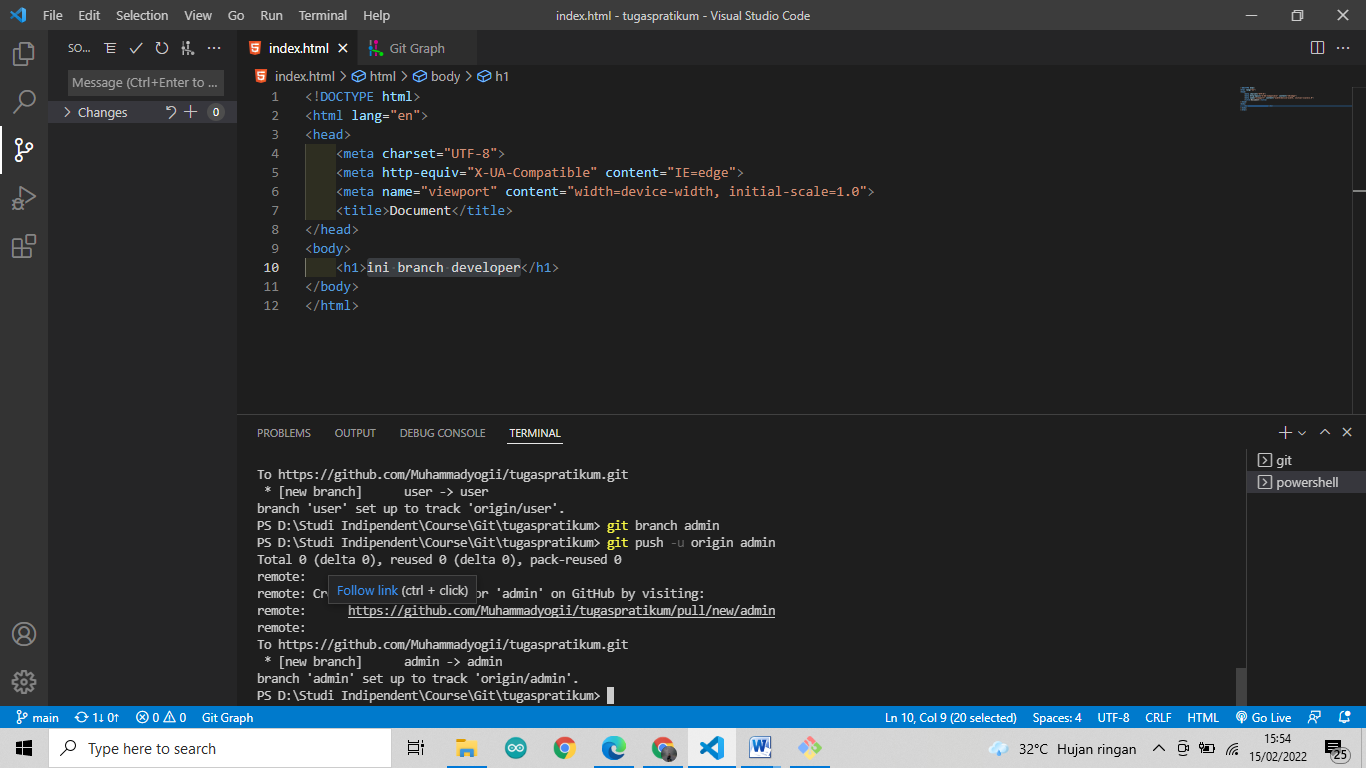 File Edit Selection View Go Run Terminal Help
index.html - tugaspratikum - Visual Studio Code
SO...
Message (Ctrl+Enter to ...
Changes 0
index.html
Git Graph
index.html > html > body > h1
1 <!DOCTYPE html>
2 <html lang="en">
3 <head>
4 <meta charset="UTF-8">
5 <meta http-equiv="X-UA-Compatible" content="IE=edge">
6 <meta name="viewport" content="width=device-width, initial-scale=1.0">
7 <title>Document</title>
8 </head>
9 <body>
10 <h1>ini branch developer</h1>
11 </body>
12 </html>
PROBLEMS OUTPUT DEBUG CONSOLE TERMINAL
git
powershell
To https://github.com/Muhammadyogii/tugaspratikum.git
* [new branch] user -> user
branch 'user' set up to track 'origin/user'.
PS D:\Studi Indipendent\Course\Git\tugaspratikum> git branch admin
PS D:\Studi Indipendent\Course\Git\tugaspratikum> git push -u origin admin
Total 0 (delta 0), reused 0 (delta 0), pack-reused 0
remote:
Follow link (ctrl + click)
remote: Cr or 'admin' on GitHub by visiting:
remote: https://github.com/Muhammadyogii/tugaspratikum/pull/new/admin
remote:
To https://github.com/Muhammadyogii/tugaspratikum.git
* [new branch] admin -> admin
branch 'admin' set up to track 'origin/admin'.
PS D:\Studi Indipendent\Course\Git\tugaspratikum>
main 1↓ 0↑ 0 0 Git Graph
Ln 10, Col 9 (20 selected) Spaces: 4 UTF-8 CRLF HTML Go Live
Type here to search
32°C Hujan ringan
15:54
15/02/2022
25